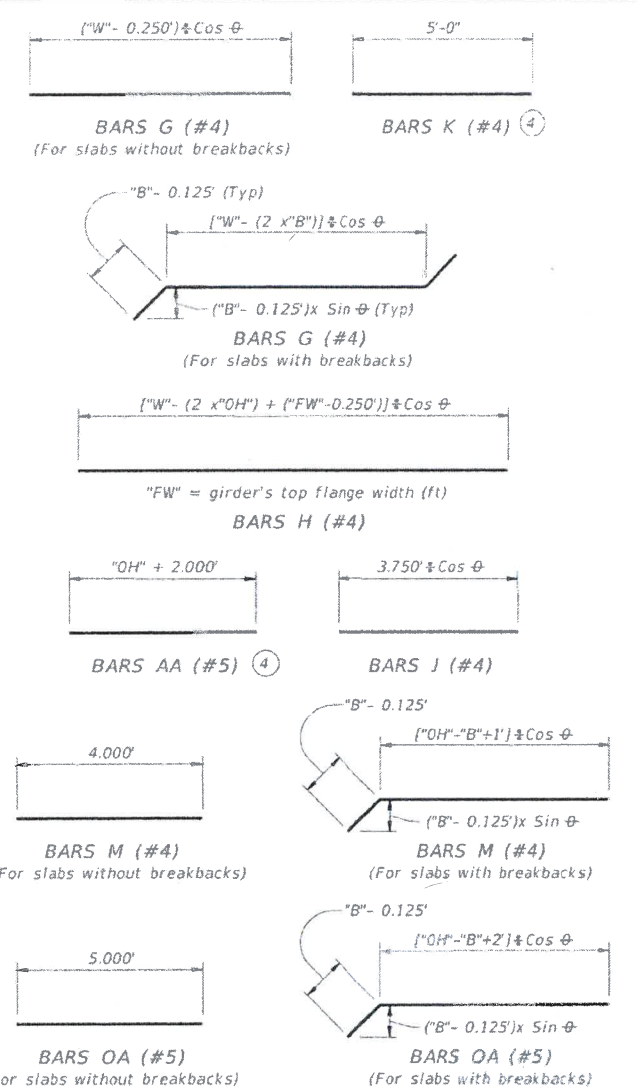 ("W"- 0.250')÷Cos θ
5'-0"
BARS G (#4)
(For slabs without breakbacks)
BARS K (#4) 4
"B"- 0.125' (Typ)
["W"- (2 x"B")]÷Cos θ
("B"- 0.125')x Sin θ (Typ)
BARS G (#4)
(For slabs with breakbacks)
["W"- (2 x"OH") + ("FW"-0.250')]÷Cos θ
"FW" = girder's top flange width (ft)
BARS H (#4)
"OH" + 2.000'
3.750'÷Cos θ
BARS AA (#5) 4
BARS J (#4)
"B"- 0.125'
4.000'
["OH"-"B"+1']÷Cos θ
("B"- 0.125')x Sin θ
BARS M (#4)
For slabs without breakbacks)
BARS M (#4)
(For slabs with breakbacks)
"B"- 0.125'
5.000'
["OH"-"B"+2']÷Cos θ
("B"- 0.125')x Sin θ
BARS OA (#5)
or slabs without breakbacks)
BARS OA (#5)
(For slabs with breakbacks)